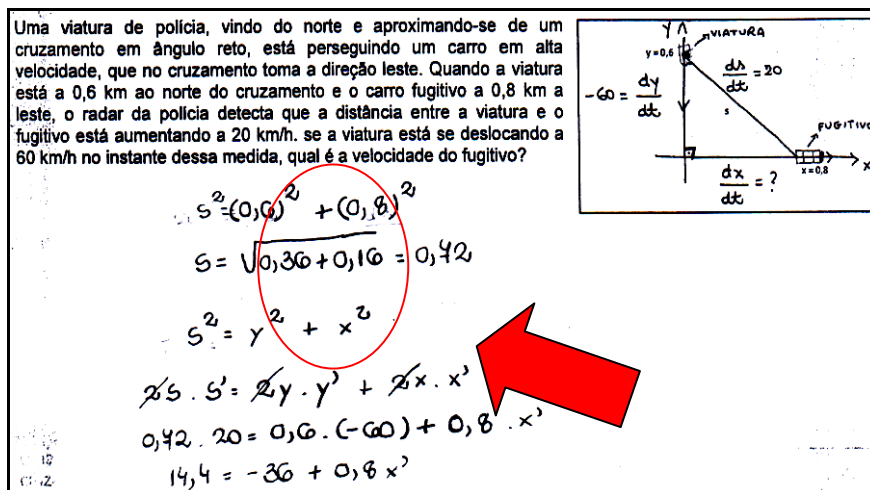 Uma viatura de polícia, vindo do norte e aproximando-se de um
cruzamento em ângulo reto, está perseguindo um carro em alta
velocidade, que no cruzamento toma a direção leste. Quando a viatura
está a 0,6 km ao norte do cruzamento e o carro fugitivo a 0,8 km a
leste, o radar da polícia detecta que a distância entre a viatura e o
fugitivo está aumentando a 20 km/h. se a viatura está se deslocando a
60 km/h no instante dessa medida, qual é a velocidade do fugitivo?
Y
VIATURA
y=0,6
ds/dt = 20
-60 = dy/dt
s
FUGITIVO
x=0,8
x
dx/dt = ?
s²=(0,6)² + (0,8)²
s = √0,36+0,16 = 0,72
s² = y² + x²
2s . s' = 2y . y' + 2x . x'
0,72 . 20 = 0,6 . (-60) + 0,8 . x'
14,4 = -36 + 0,8 x'